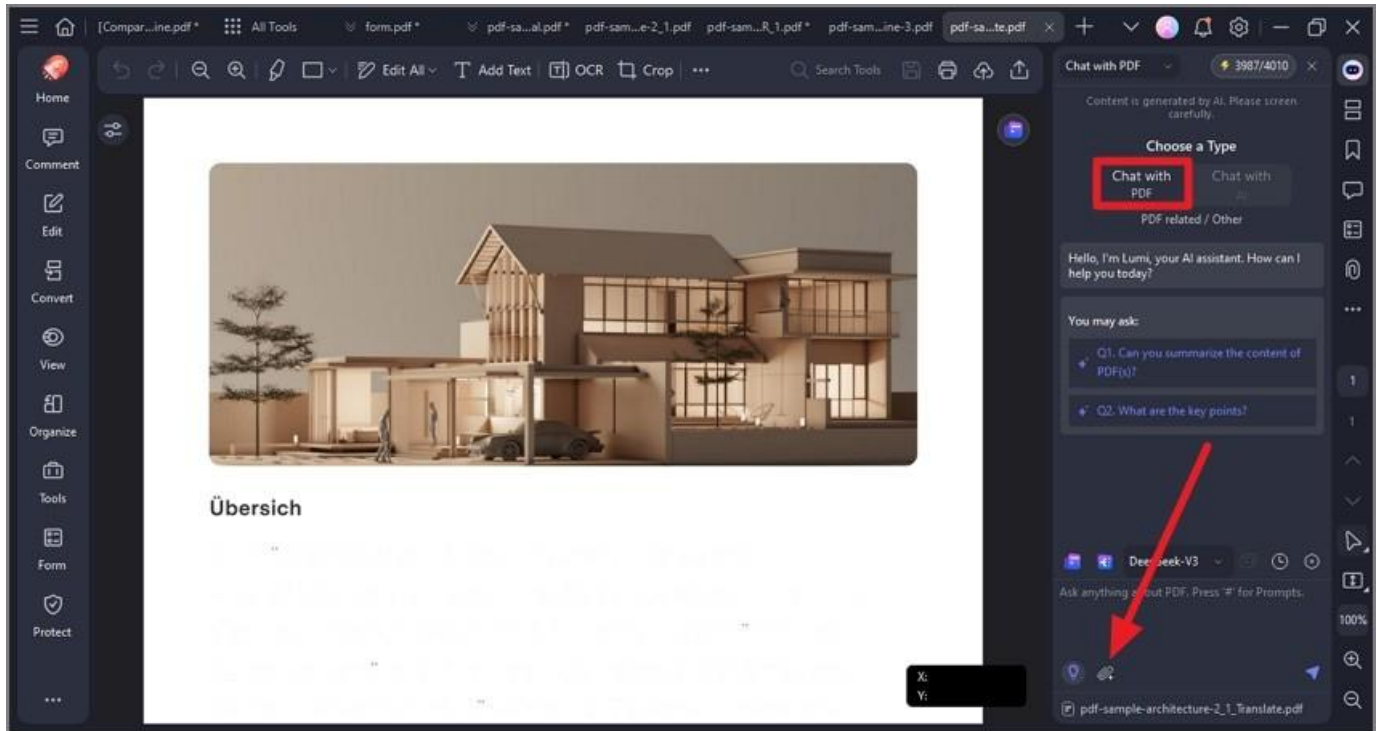 [Compar...ine.pdf *
All Tools
form.pdf *
pdf-sa...al.pdf *
pdf-sam...e-2_1.pdf
pdf-sam...R_1.pdf *
pdf-sam...ine-3.pdf
pdf-sa...te.pdf
Edit All
Add Text
OCR
Crop
Search Tools
Home
Comment
Edit
Convert
View
Organize
Tools
Form
Protect
Übersich
X:
Y:
Chat with PDF
3987/4010
Content is generated by AI. Please screen
carefully.
Choose a Type
Chat with
PDF
Chat with
PDF related / Other
Hello, I'm Lumi, your AI assistant. How can I
help you today?
You may ask:
Q1. Can you summarize the content of
PDF(s)?
Q2. What are the key points?
DeepSeek-V3
Ask anything about PDF. Press '#' for Prompts.
pdf-sample-architecture-2_1_Translate.pdf
1
1
100%